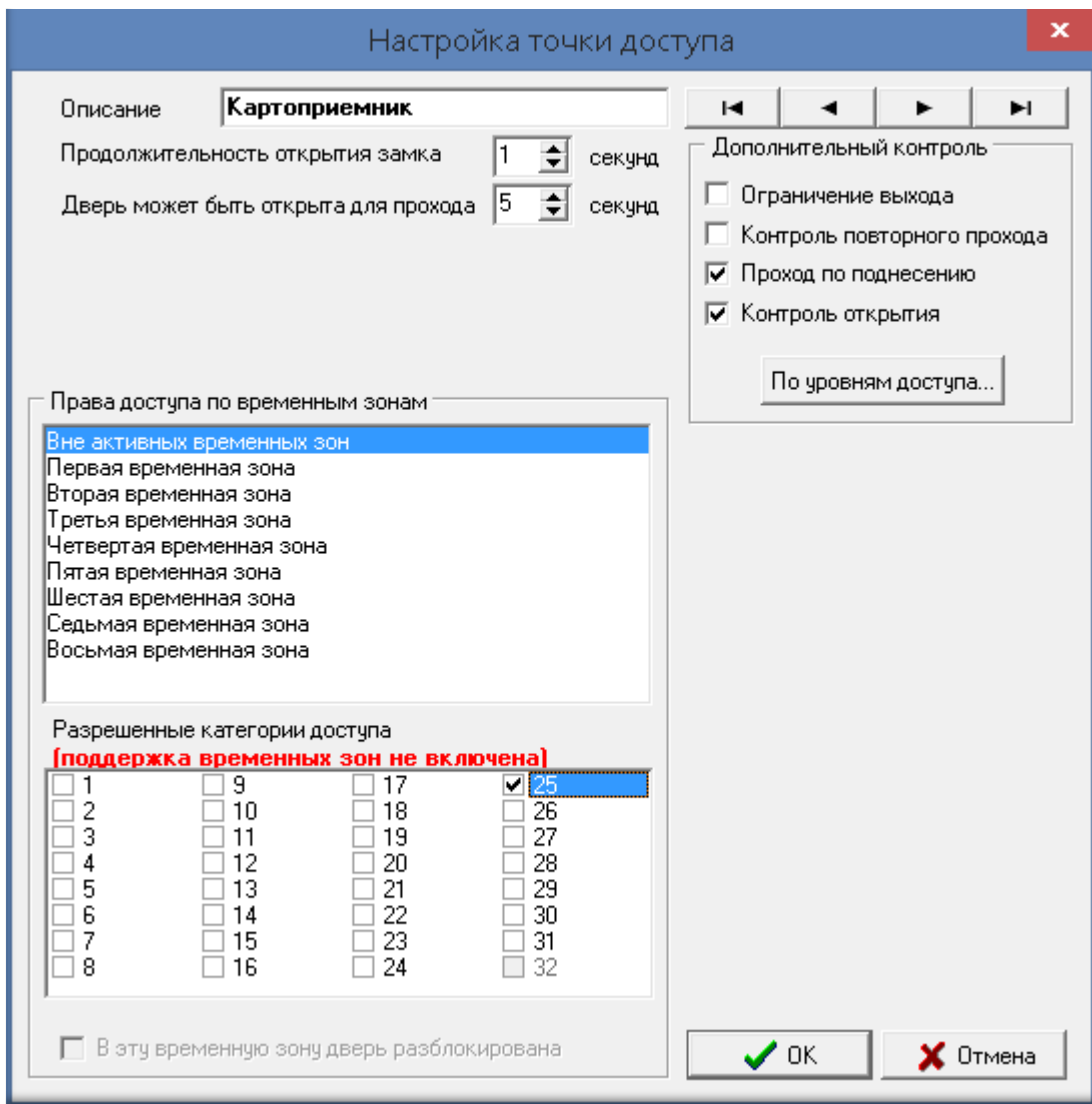 Настройка точки доступа
Описание
Картоприемник
Продолжительность открытия замка 1 секунд
Дверь может быть открыта для прохода 5 секунд
Дополнительный контроль
Ограничение выхода
Контроль повторного прохода
Проход по поднесению
Контроль открытия
По уровням доступа...
Права доступа по временным зонам
Вне активных временных зон
Первая временная зона
Вторая временная зона
Третья временная зона
Четвертая временная зона
Пятая временная зона
Шестая временная зона
Седьмая временная зона
Восьмая временная зона
Разрешенные категории доступа
(поддержка временных зон не включена)
1 9 17 25
2 10 18 26
3 11 19 27
4 12 20 28
5 13 21 29
6 14 22 30
7 15 23 31
8 16 24 32
В эту временную зону дверь разблокирована
OK
Отмена